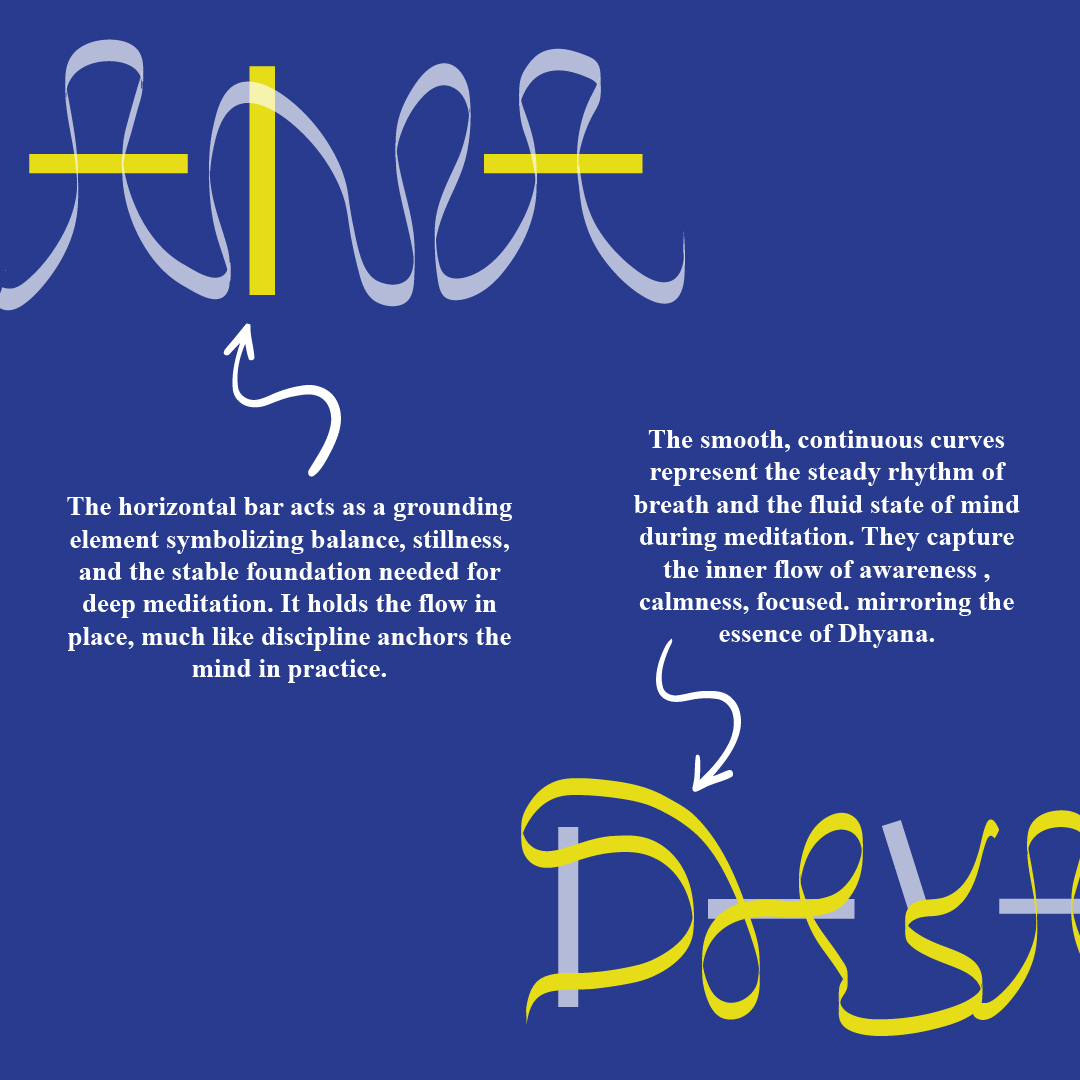 ANA
The horizontal bar acts as a grounding
element symbolizing balance, stillness,
and the stable foundation needed for
deep meditation. It holds the flow in
place, much like discipline anchors the
mind in practice.
The smooth, continuous curves
represent the steady rhythm of
breath and the fluid state of mind
during meditation. They capture
the inner flow of awareness ,
calmness, focused. mirroring the
essence of Dhyana.
DHYA